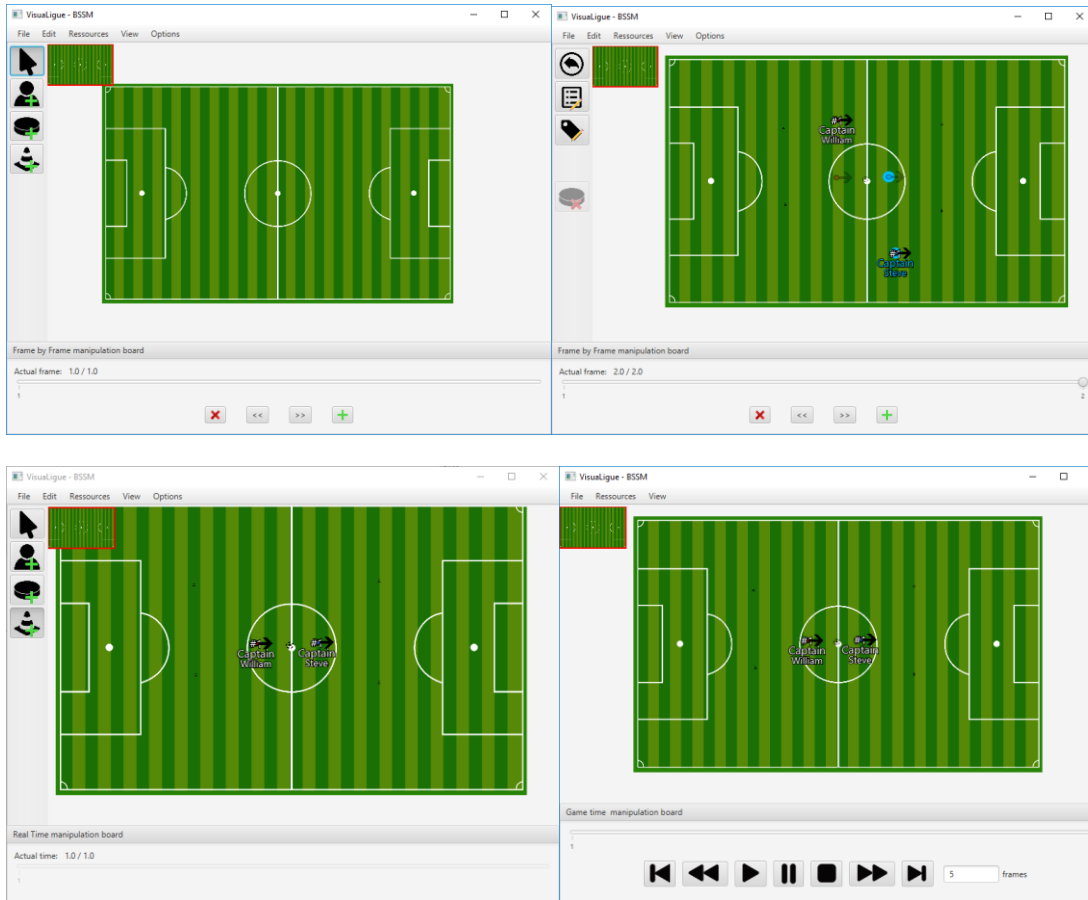 VisuaLigue - BSSM
File Edit Ressources View Options
Frame by Frame manipulation board
Actual frame: 1.0 / 1.0
1
<< >>
VisuaLigue - BSSM
File Edit Ressources View Options
#
Captain
William
#
Captain
Steve
Frame by Frame manipulation board
Actual frame: 2.0 / 2.0
1 2
<< >>
VisuaLigue - BSSM
File Edit Ressources View Options
# #
Captain Captain
William Steve
Real Time manipulation board
Actual time: 1.0 / 1.0
1
VisuaLigue - BSSM
File Ressources View
# #
Captain Captain
William Steve
Game time manipulation board
1
5 frames